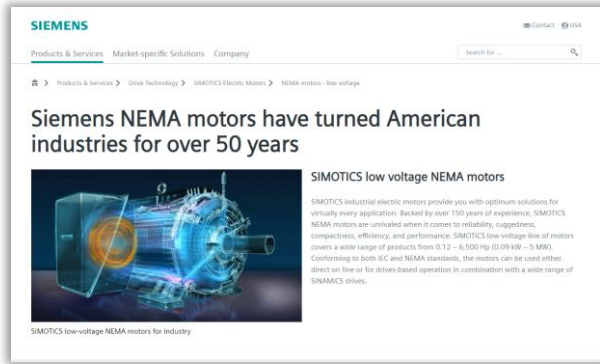 SIEMENS
Contact USA
Products & Services Market-specific Solutions Company
Search for ...
Products & Services > Drive Technology > SIMOTICS Electric Motors > NEMA motors - low voltage
Siemens NEMA motors have turned American
industries for over 50 years
SIMOTICS low voltage NEMA motors
SIMOTICS industrial electric motors provide you with optimum solutions for
virtually every application. Backed by over 150 years of experience, SIMOTICS
NEMA motors are unrivaled when it comes to reliability, ruggedness,
compactness, efficiency, and performance. SIMOTICS low-voltage line of motors
covers a wide range of products from 0.12 – 6,500 Hp (0.09 kW – 5 MW).
Conforming to both IEC and NEMA standards, the motors can be used either
direct on line or for drives-based operation in combination with a wide range of
SINAMICS drives.
SIMOTICS low-voltage NEMA motors for industry